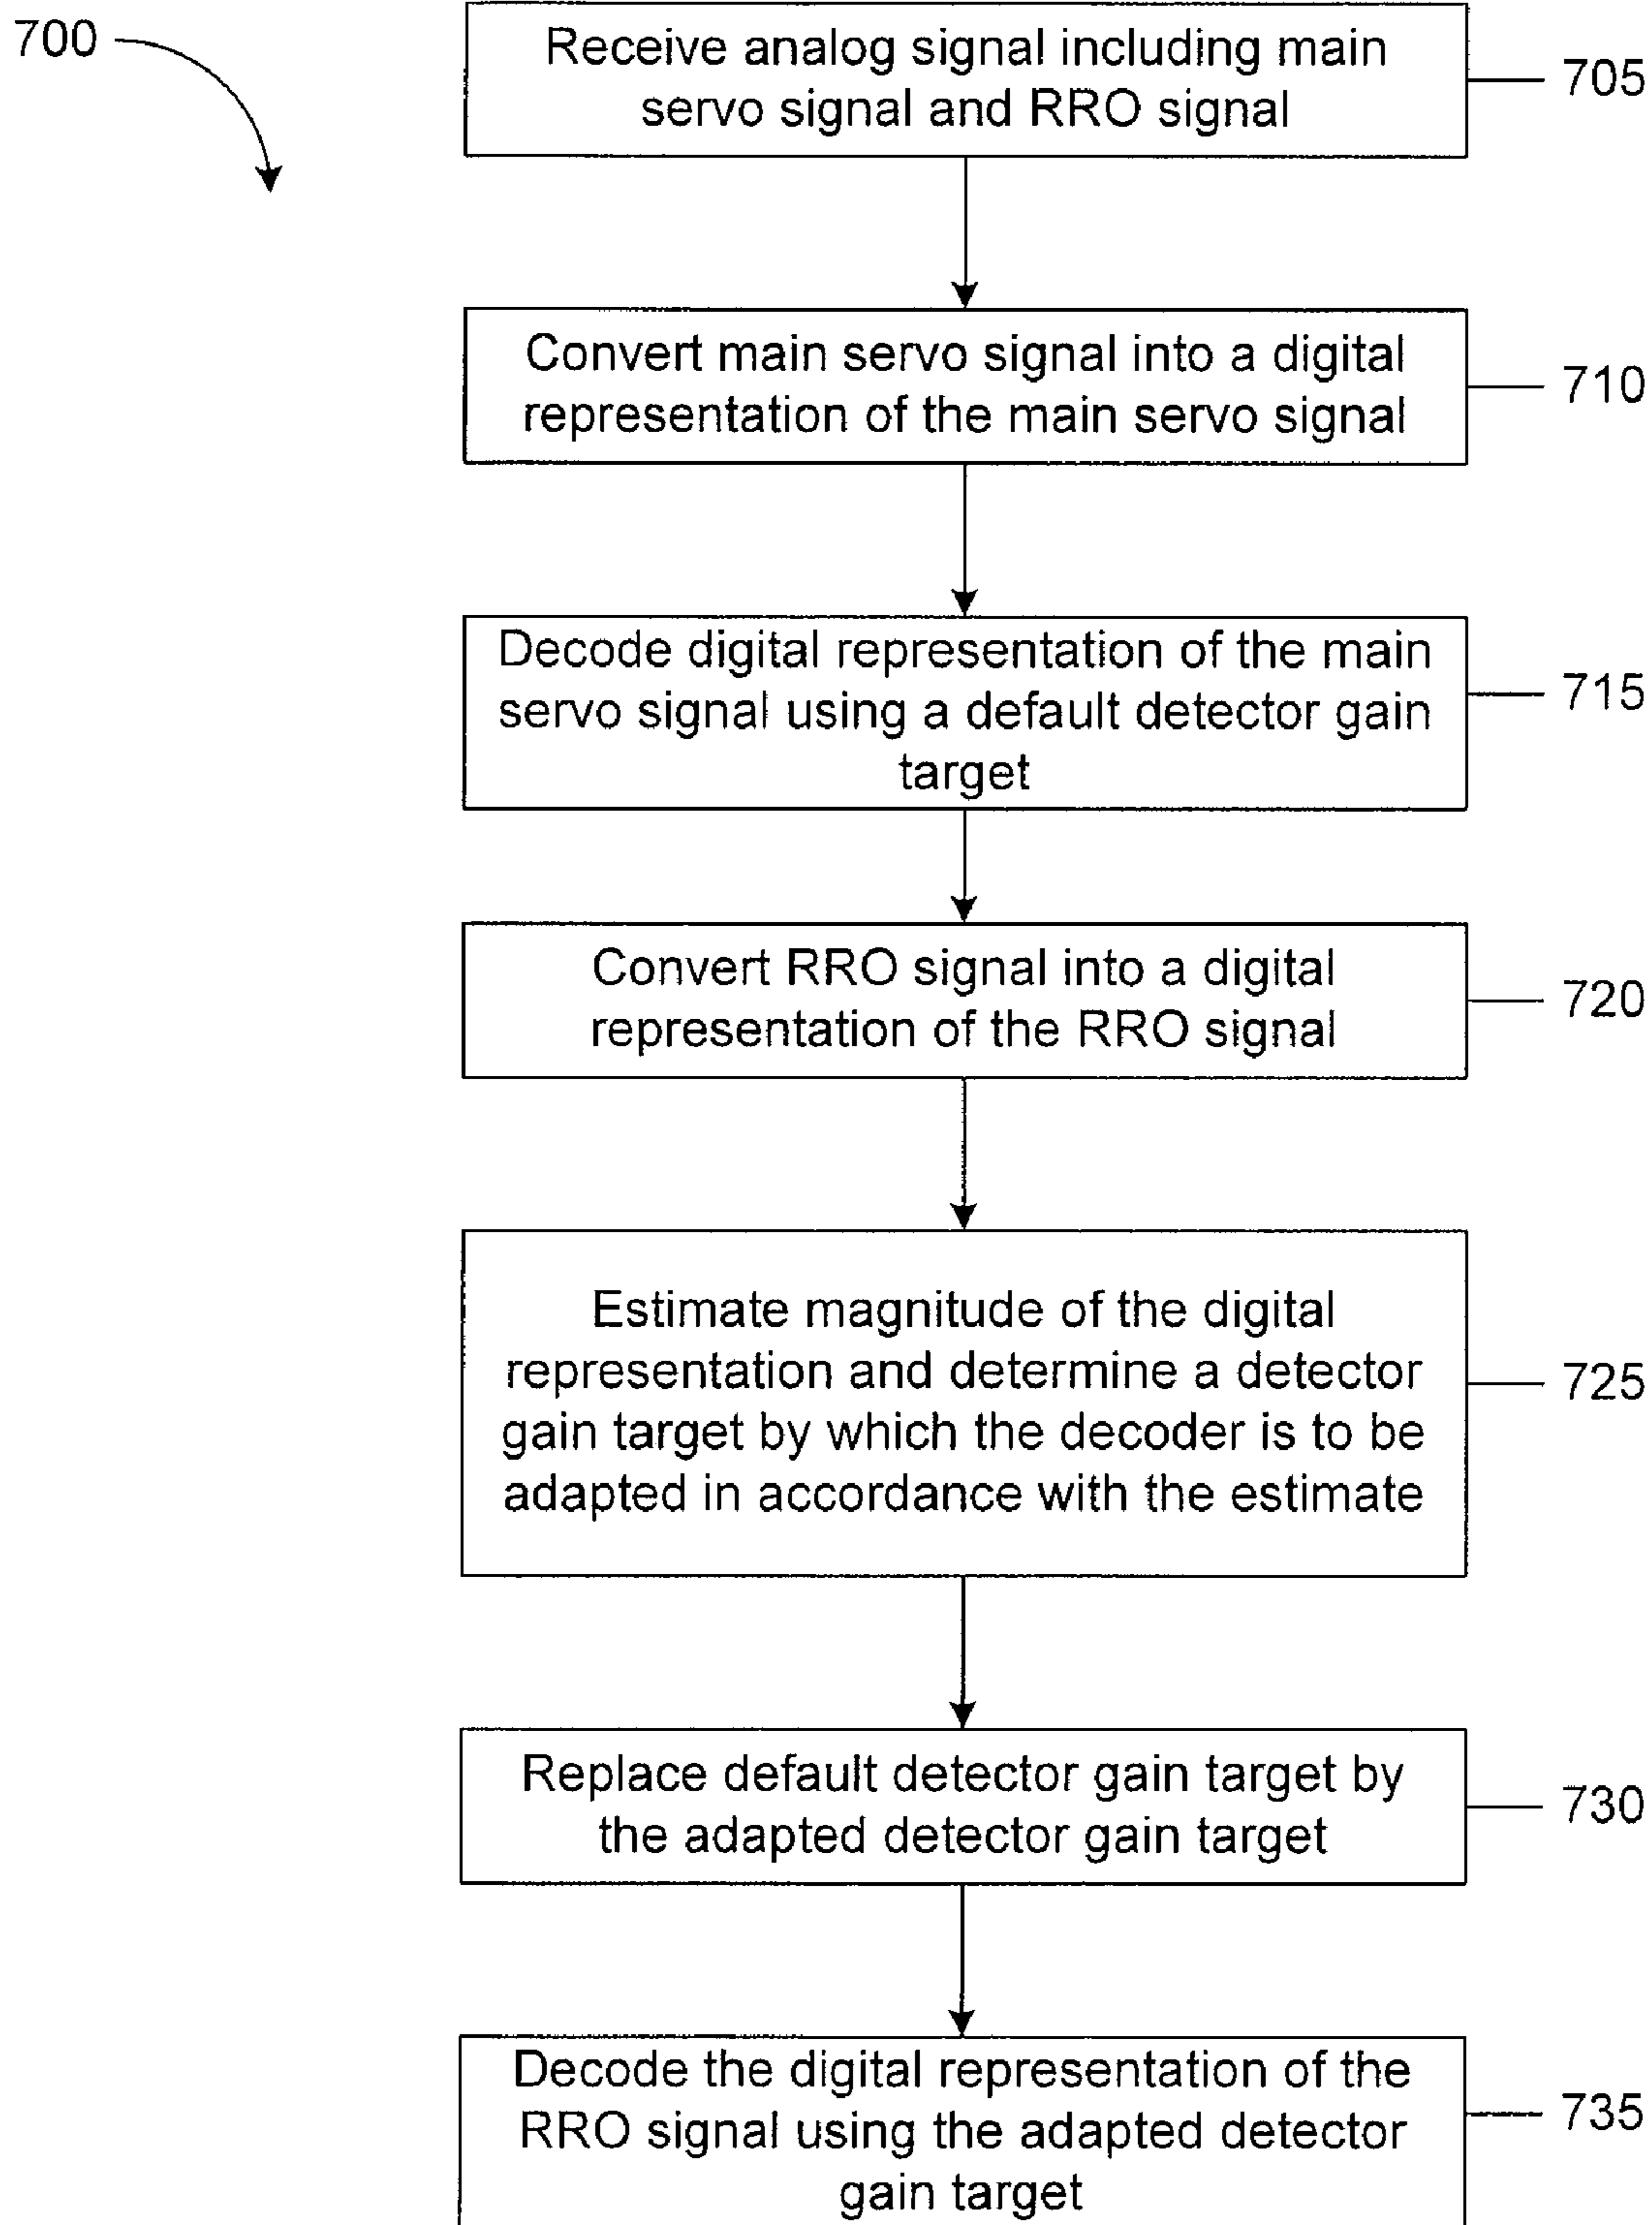 700
Receive analog signal including main
servo signal and RRO signal
705
Convert main servo signal into a digital
representation of the main servo signal
710
Decode digital representation of the main
servo signal using a default detector gain
target
715
Convert RRO signal into a digital
representation of the RRO signal
720
Estimate magnitude of the digital
representation and determine a detector
gain target by which the decoder is to be
adapted in accordance with the estimate
725
Replace default detector gain target by
the adapted detector gain target
730
Decode the digital representation of the
RRO signal using the adapted detector
gain target
735